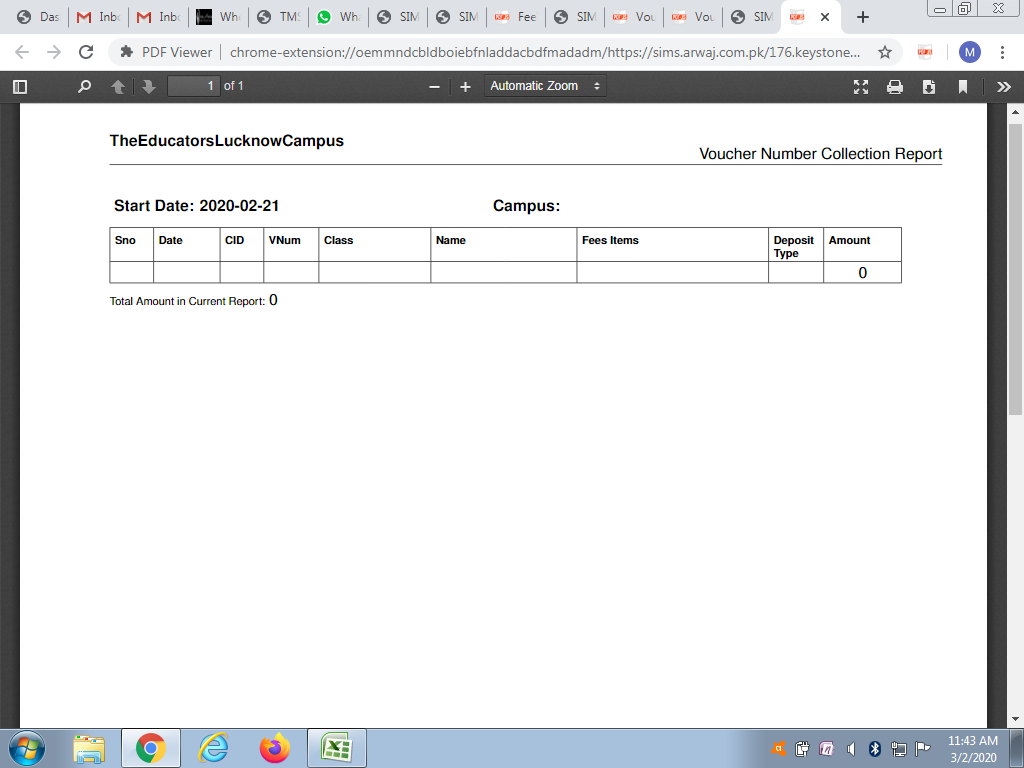 Das Inbo Inbo Whe TMS Wha SIM SIM Fee SIM Vou Vou SIM
PDF Viewer chrome-extension://oemmndcbldboiebfnladdacbdfmadadm/https://sims.arwaj.com.pk/176.keystone... M
1 of 1 Automatic Zoom
TheEducatorsLucknowCampus
Voucher Number Collection Report
Start Date: 2020-02-21 Campus:
Sno Date CID VNum Class Name Fees Items Deposit Type Amount
0
Total Amount in Current Report: 0
11:43 AM
3/2/2020